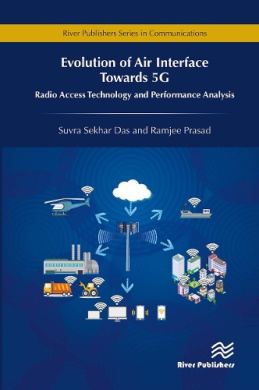 River Publishers Series in Communications
Evolution of Air Interface
Towards 5G
Radio Access Technology and Performance Analysis
Suvra Sekhar Das and Ramjee Prasad
River Publishers